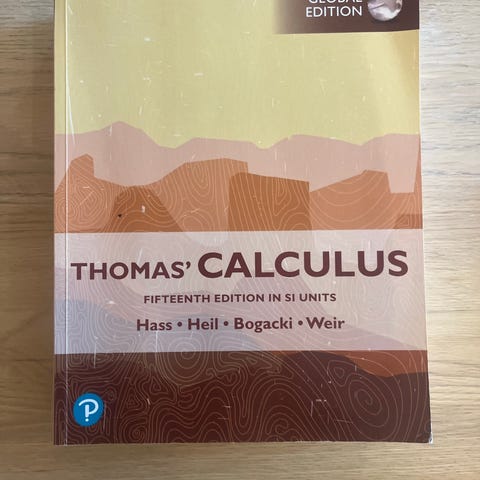 GLOBAL
EDITION
THOMAS' CALCULUS
FIFTEENTH EDITION IN SI UNITS
Hass • Heil • Bogacki • Weir
P